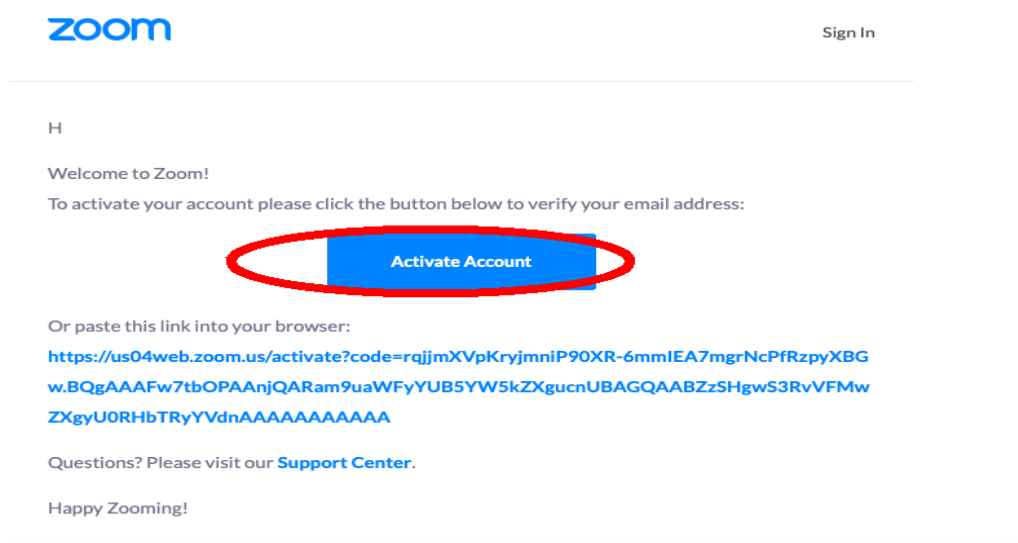 zoom
Sign In
H
Welcome to Zoom!
To activate your account please click the button below to verify your email address:
Activate Account
Or paste this link into your browser:
https://us04web.zoom.us/activate?code=rqjjmXVpKryjmniP90XR-6mmIEA7mgrNcPfRzpyXBG
w.BQgAAAFw7tbOPAAnjQARam9uaWFyYUB5YW5kZXgucnUBAGQAABZzSHgwS3RvVFMw
ZXgyU0RHbTRyYVdnAAAAAAAAAAA
Questions? Please visit our Support Center.
Happy Zooming!